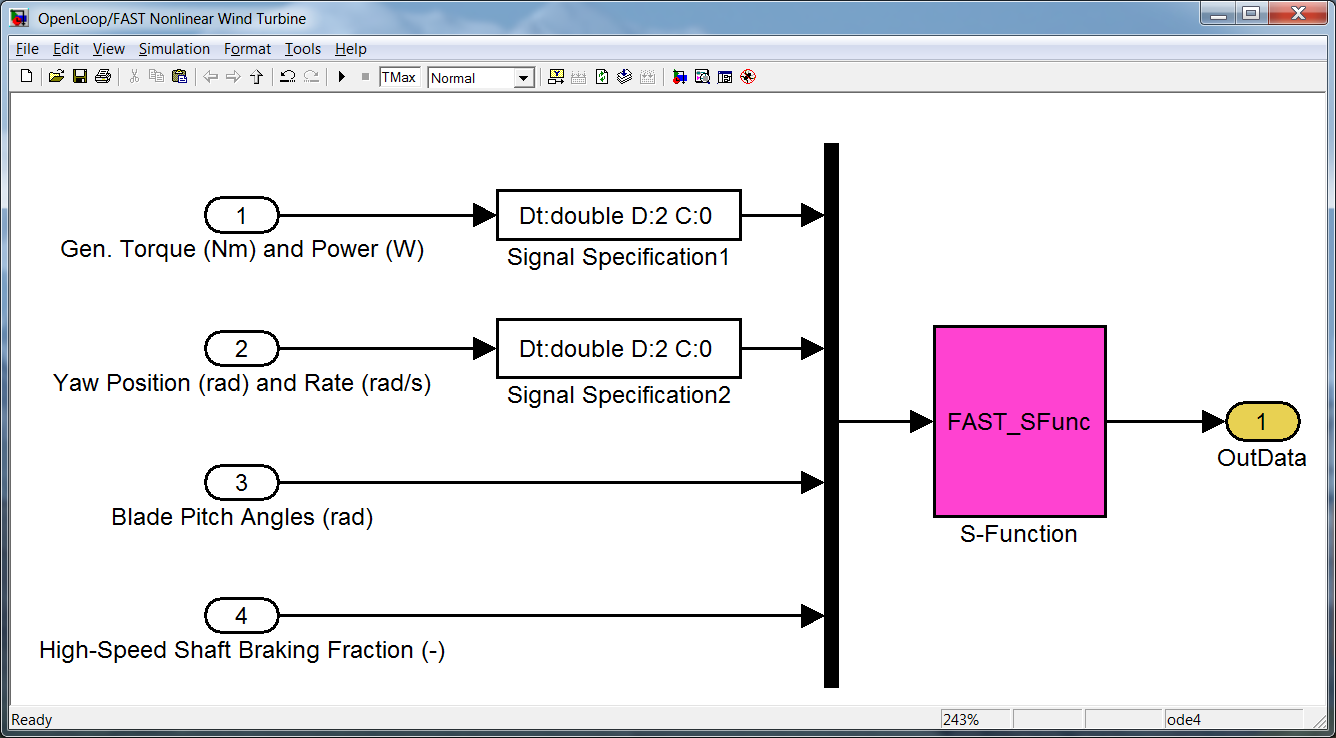 OpenLoop/FAST Nonlinear Wind Turbine
File Edit View Simulation Format Tools Help
TMax Normal
1
Gen. Torque (Nm) and Power (W)
Dt:double D:2 C:0
Signal Specification1
2
Yaw Position (rad) and Rate (rad/s)
Dt:double D:2 C:0
Signal Specification2
3
Blade Pitch Angles (rad)
4
High-Speed Shaft Braking Fraction (-)
FAST_SFunc
S-Function
1
OutData
Ready 243% ode4